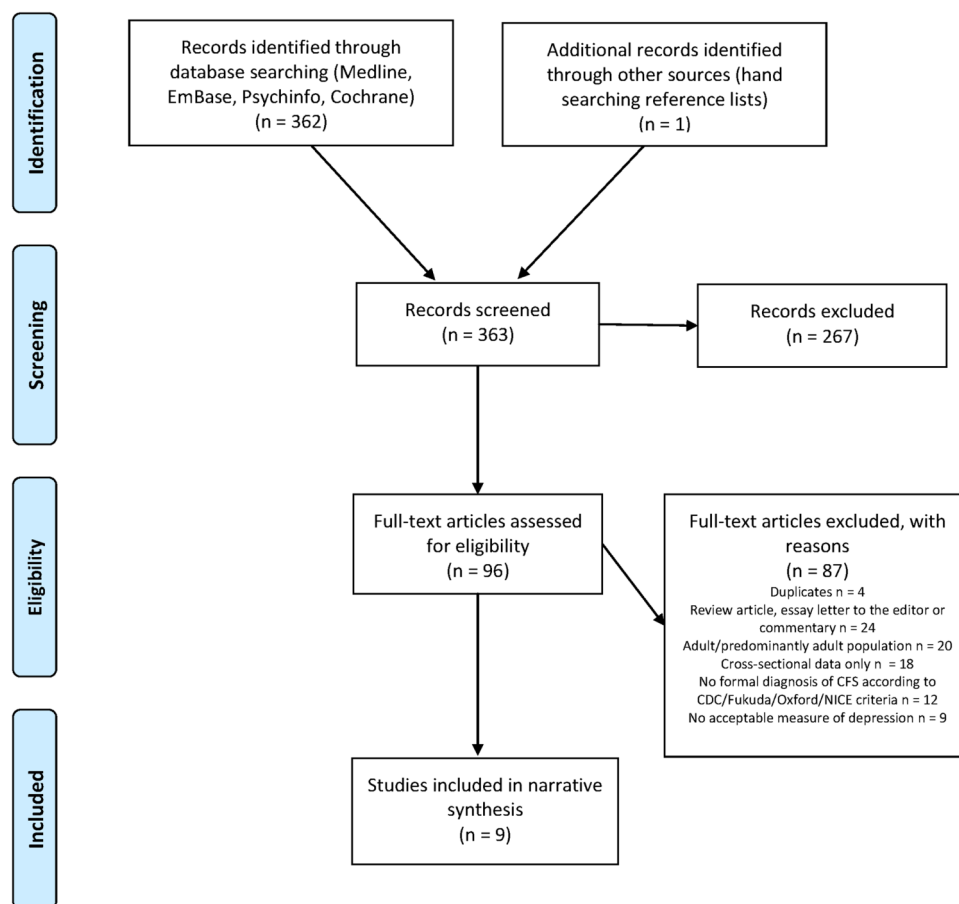 Identification
Records identified through
database searching (Medline,
EmBase, Psychinfo, Cochrane)
(n = 362)
Additional records identified
through other sources (hand
searching reference lists)
(n = 1)
Screening
Records screened
(n = 363)
Records excluded
(n = 267)
Eligibility
Full-text articles assessed
for eligibility
(n = 96)
Full-text articles excluded, with
reasons
(n = 87)
Duplicates n = 4
Review article, essay letter to the editor or
commentary n = 24
Adult/predominantly adult population n = 20
Cross-sectional data only n = 18
No formal diagnosis of CFS according to
CDC/Fukuda/Oxford/NICE criteria n = 12
No acceptable measure of depression n = 9
Included
Studies included in narrative
synthesis
(n = 9)